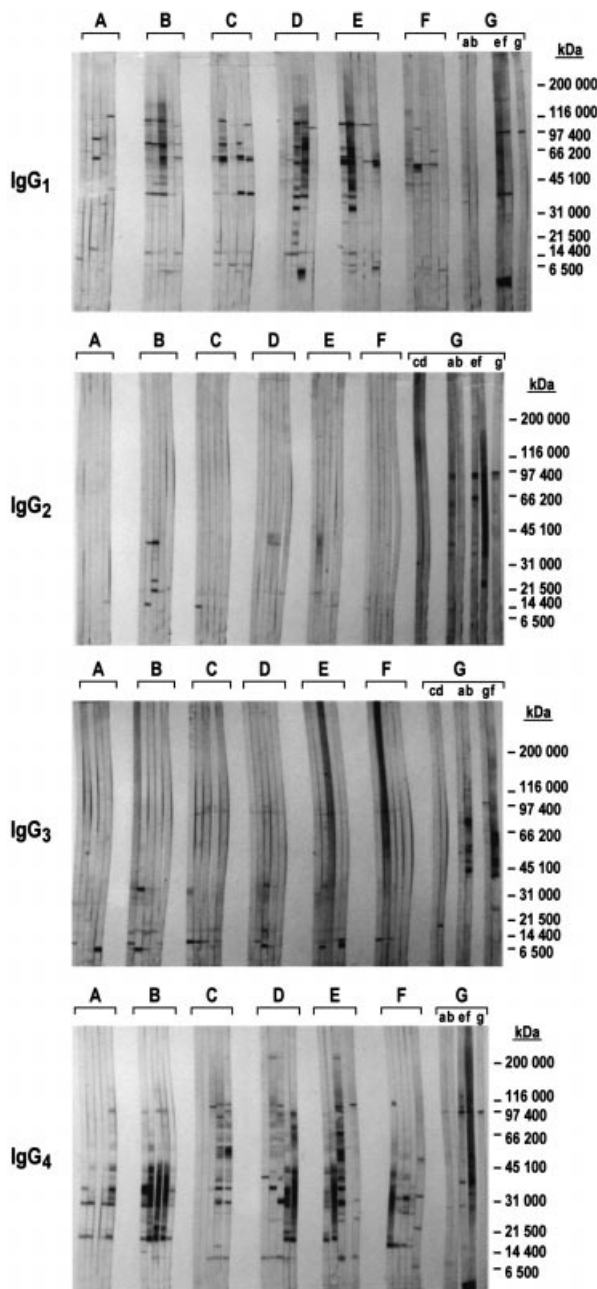 A B C D E F G
ab ef g
kDa
– 200 000
– 116 000
– 97 400
– 66 200
– 45 100
– 31 000
– 21 500
– 14 400
– 6 500
IgG1
A B C D E F G
cd ab ef g
kDa
– 200 000
– 116 000
– 97 400
– 66 200
– 45 100
– 31 000
– 21 500
– 14 400
– 6 500
IgG2
A B C D E F G
cd ab gf
kDa
– 200 000
– 116 000
– 97 400
– 66 200
– 45 100
– 31 000
– 21 500
– 14 400
– 6 500
IgG3
A B C D E F G
ab ef g
kDa
– 200 000
– 116 000
– 97 400
– 66 200
– 45 100
– 31 000
– 21 500
– 14 400
– 6 500
IgG4